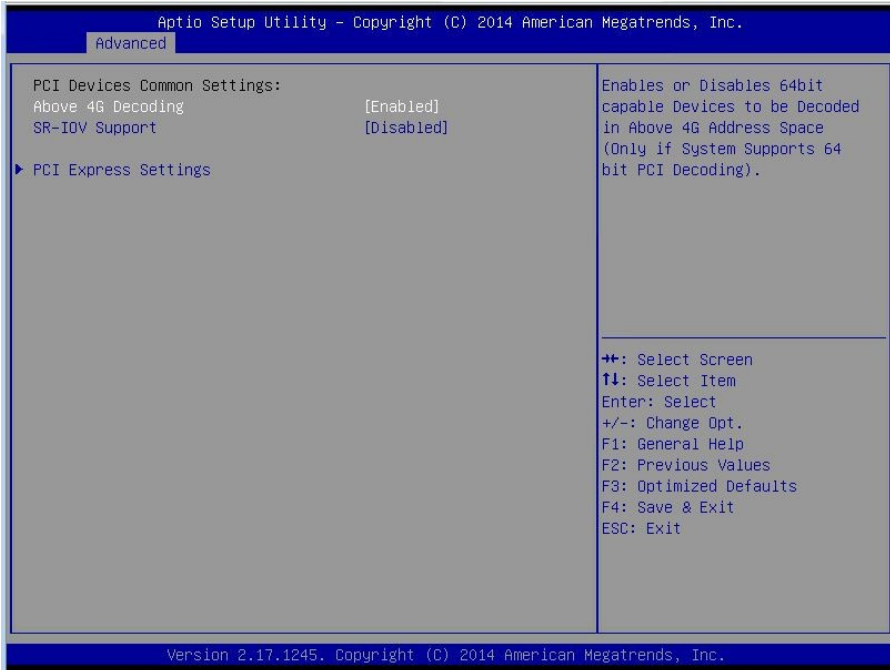 Aptio Setup Utility – Copyright (C) 2014 American Megatrends, Inc.
Advanced
PCI Devices Common Settings:
Above 4G Decoding [Enabled]
SR-IOV Support [Disabled]
PCI Express Settings
Enables or Disables 64bit
capable Devices to be Decoded
in Above 4G Address Space
(Only if System Supports 64
bit PCI Decoding).
→←: Select Screen
↑↓: Select Item
Enter: Select
+/-: Change Opt.
F1: General Help
F2: Previous Values
F3: Optimized Defaults
F4: Save & Exit
ESC: Exit
Version 2.17.1245. Copyright (C) 2014 American Megatrends, Inc.